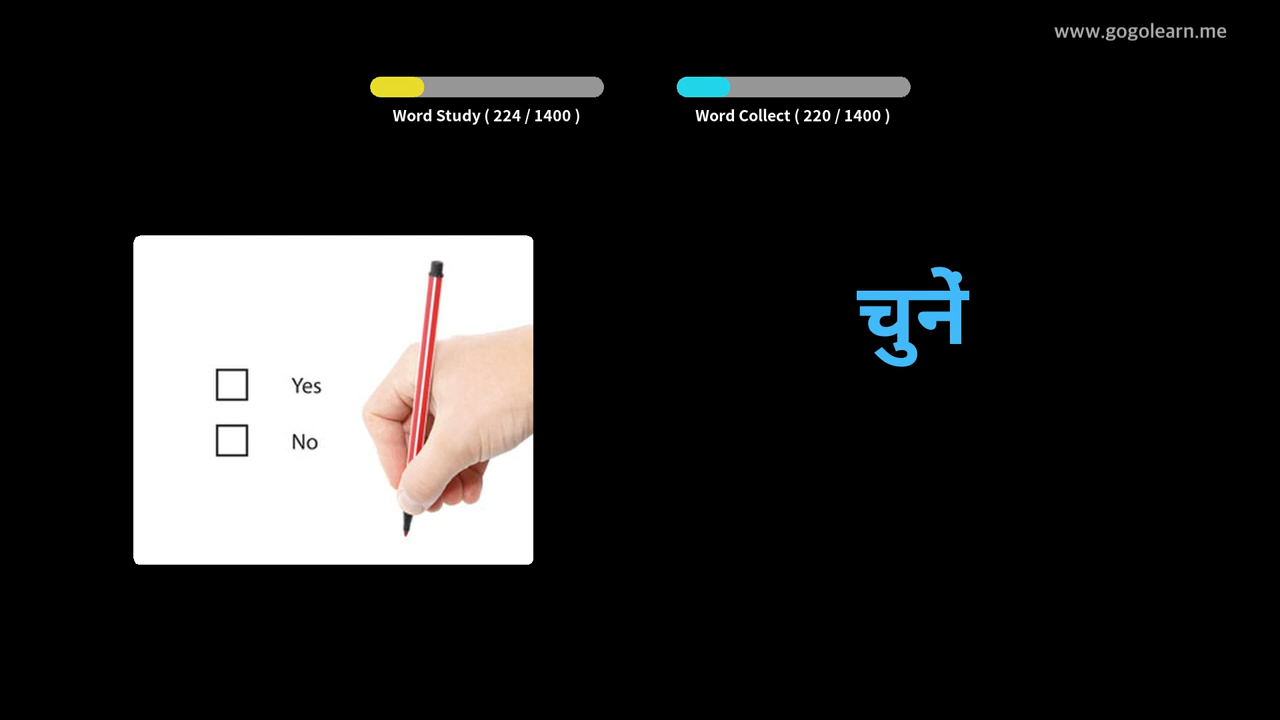 www.gogolearn.me
Word Study ( 224 / 1400 )
Word Collect ( 220 / 1400 )
चुनें
Yes
No